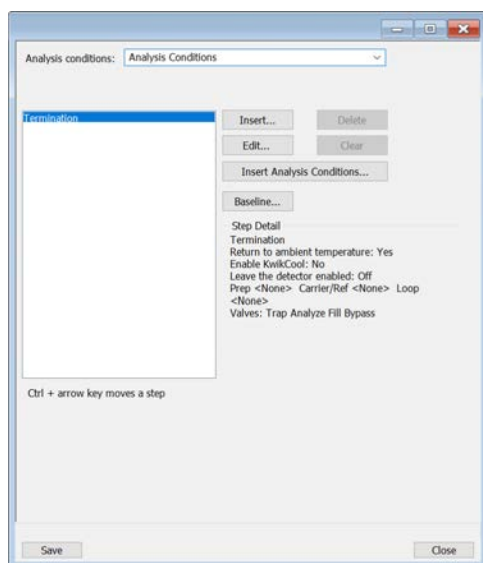 Analysis conditions: Analysis Conditions
Termination
Insert... Delete
Edit... Clear
Insert Analysis Conditions...
Baseline...
Step Detail
Termination
Return to ambient temperature: Yes
Enable KwikCool: No
Leave the detector enabled: Off
Prep <None> Carrier/Ref <None> Loop
<None>
Valves: Trap Analyze Fill Bypass
Ctrl + arrow key moves a step
Save Close